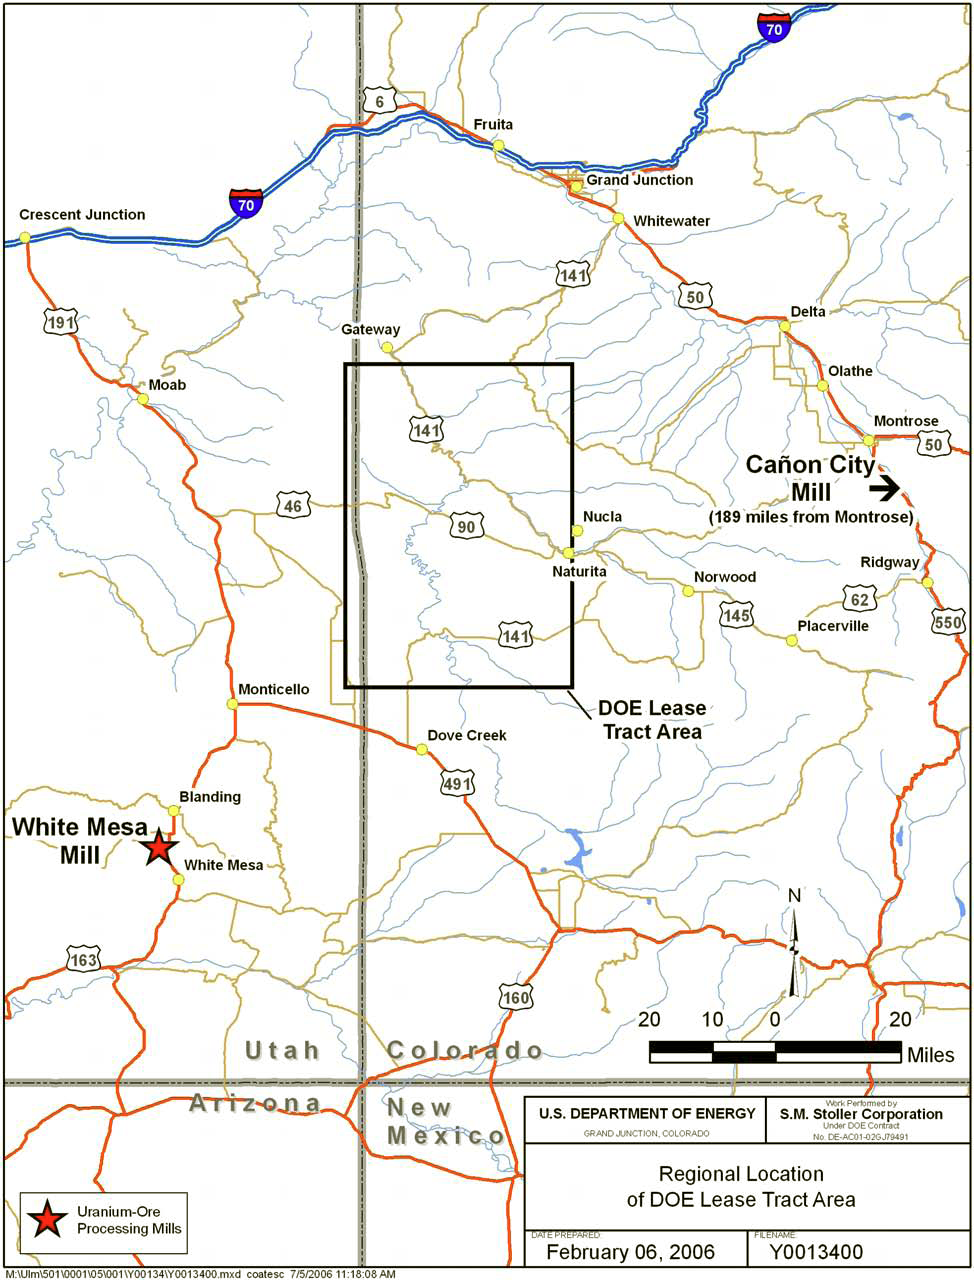 70
6
Fruita
Grand Junction
70
Crescent Junction
Whitewater
141
50
191
Delta
Gateway
Olathe
Moab
Montrose
141
50
Cañon City
Mill
(189 miles from Montrose)
46
90
Nucla
Naturita
Ridgway
Norwood
62
145
Placerville
550
141
Monticello
DOE Lease
Tract Area
Dove Creek
491
Blanding
White Mesa
Mill
White Mesa
N
163
160
20 10 0 20
Miles
Utah
Colorado
Arizona
New
Mexico
U.S. DEPARTMENT OF ENERGY
GRAND JUNCTION, COLORADO
Work Performed by
S.M. Stoller Corporation
Under DOE Contract
No. DE-AC01-02GJ79491
Regional Location
of DOE Lease Tract Area
DATE PREPARED:
February 06, 2006
FILENAME:
Y0013400
Uranium-Ore
Processing Mills
M:\Ulm\501\0001\05\001\Y00134\Y0013400.mxd coatesc 7/5/2006 11:18:08 AM